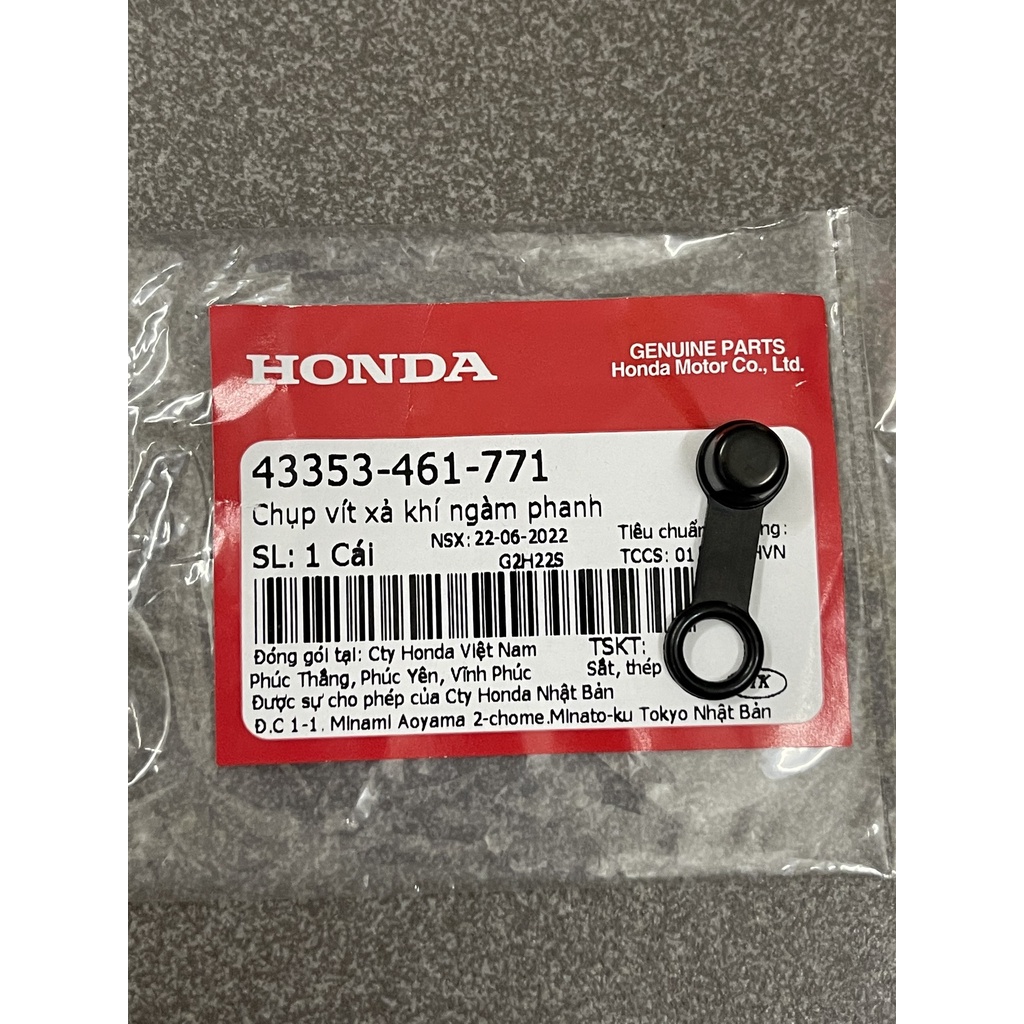 HONDA
GENUINE PARTS
Honda Motor Co., Ltd.
43353-461-771
Chụp vít xả khí ngàm phanh
SL: 1 Cái
NSX: 22-06-2022
G2H22S
Tiêu chuẩn
TCCS: 01 HVN
Đóng gói tại: Cty Honda Việt Nam
TSKT:
Phúc Thắng, Phúc Yên, Vĩnh Phúc
Sắt, thép
Được sự cho phép của Cty Honda Nhật Bản
Đ.C 1-1, Minami Aoyama 2-chome.Minato-ku Tokyo Nhật Bản